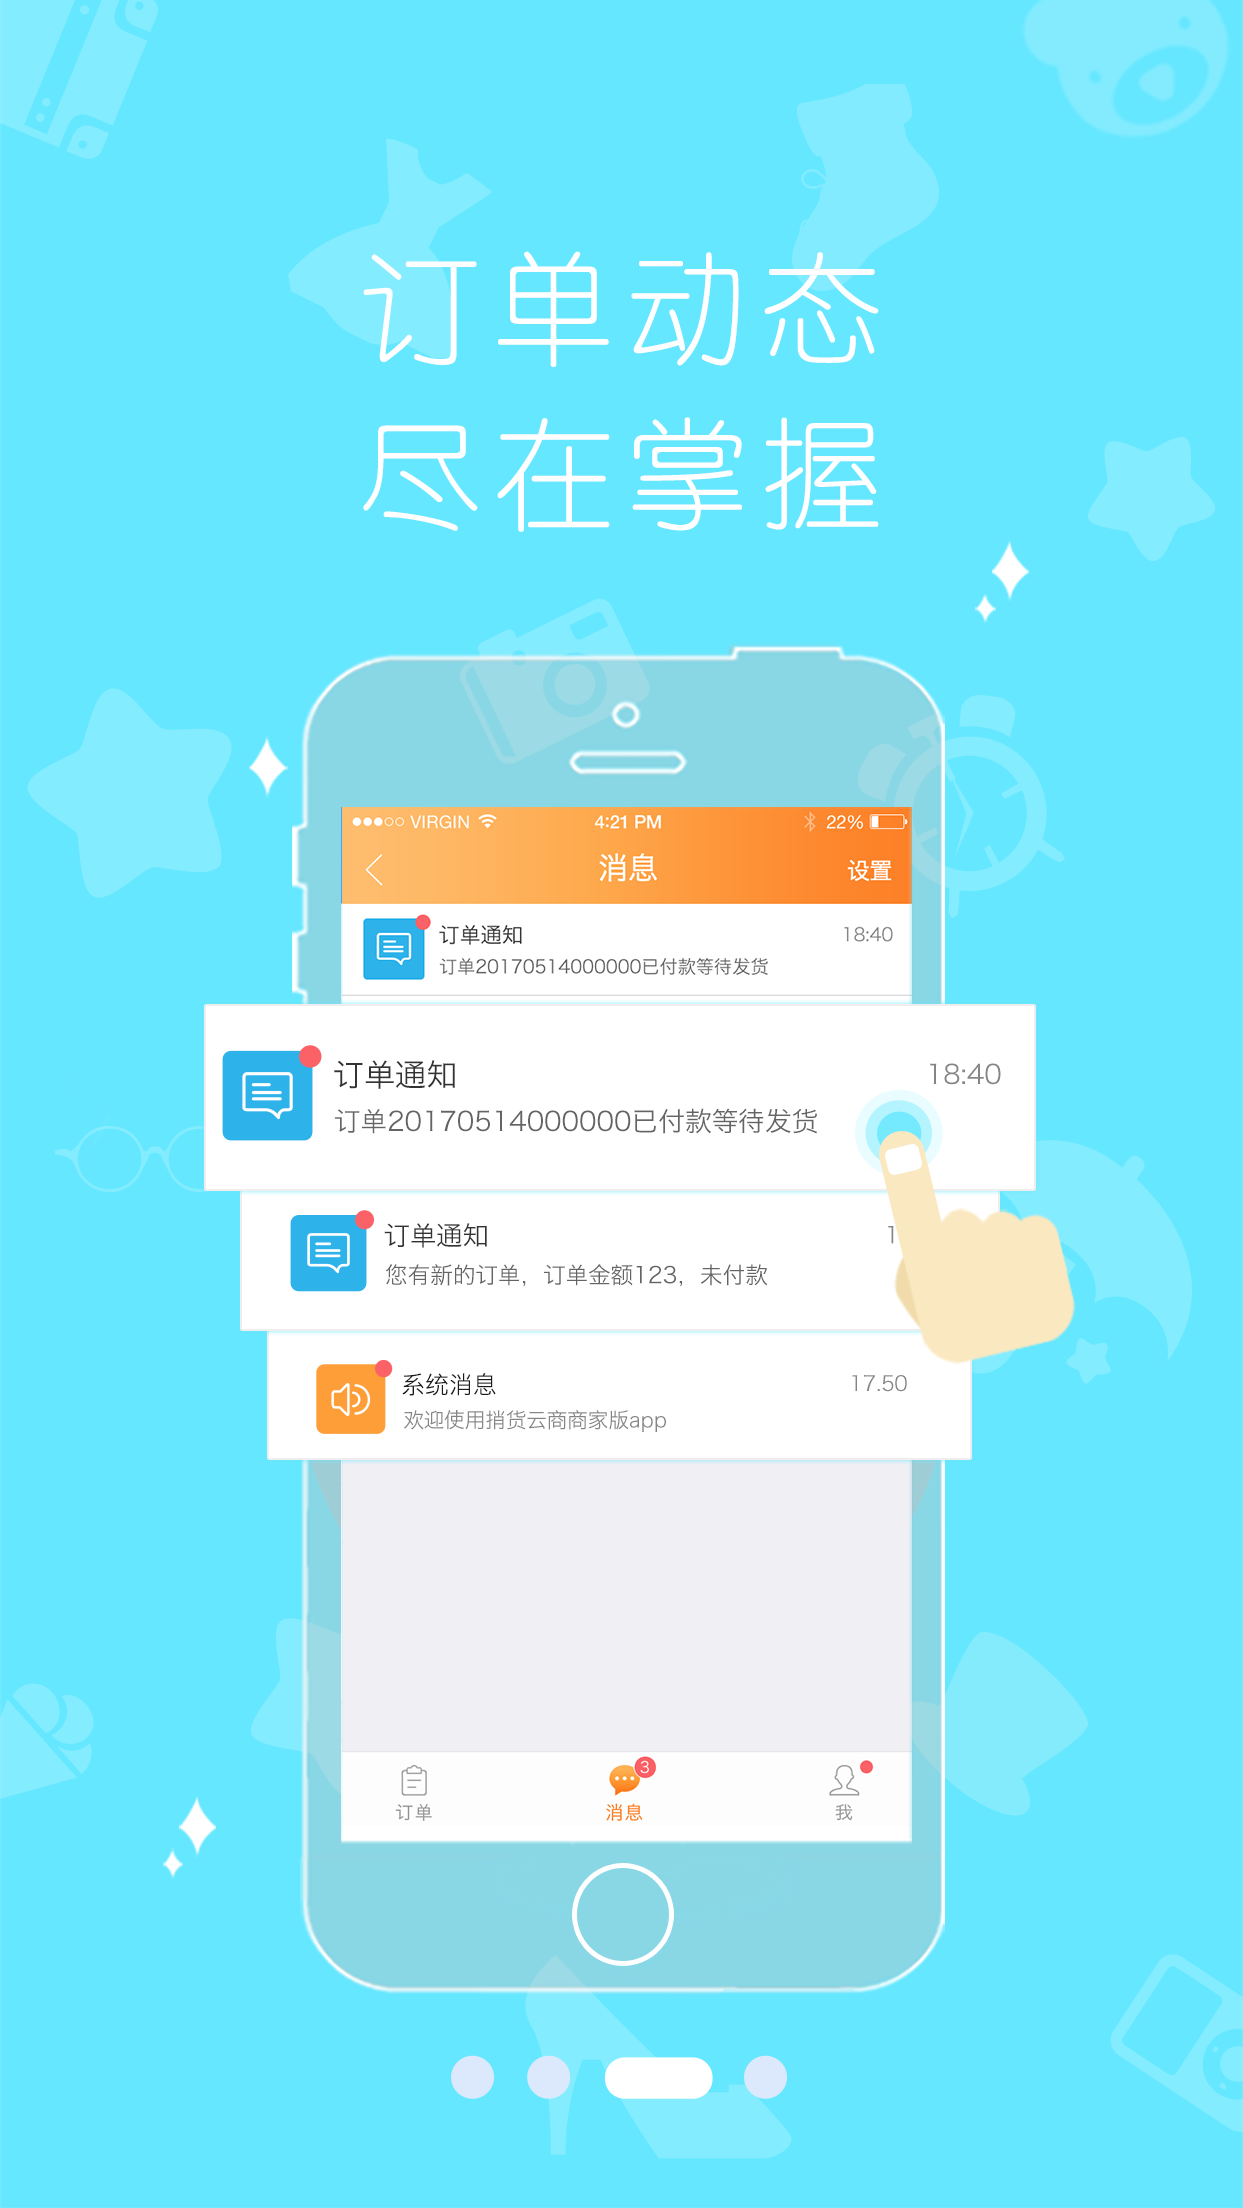 订单动态
尽在掌握
VIRGIN 4:21 PM 22%
消息 设置
订单通知 18:40
订单20170514000000已付款等待发货
订单通知 18:40
订单20170514000000已付款等待发货
订单通知 1
您有新的订单，订单金额123，未付款
系统消息 17.50
欢迎使用捎货云商商家版app
3
订单 消息 我